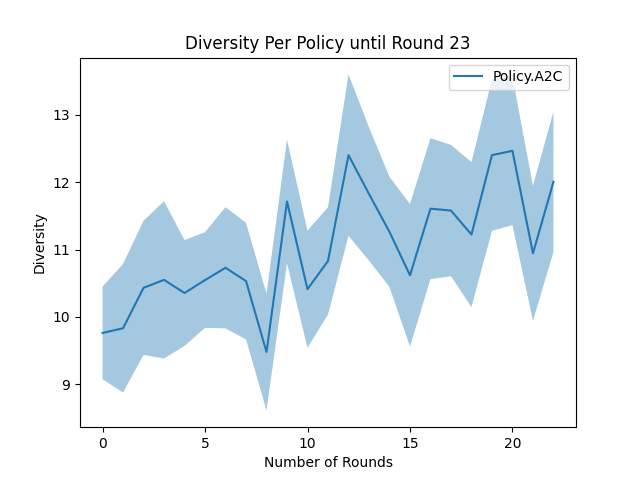 Diversity Per Policy until Round 23
Policy.A2C
13
12
11
10
9
Diversity
0 5 10 15 20
Number of Rounds